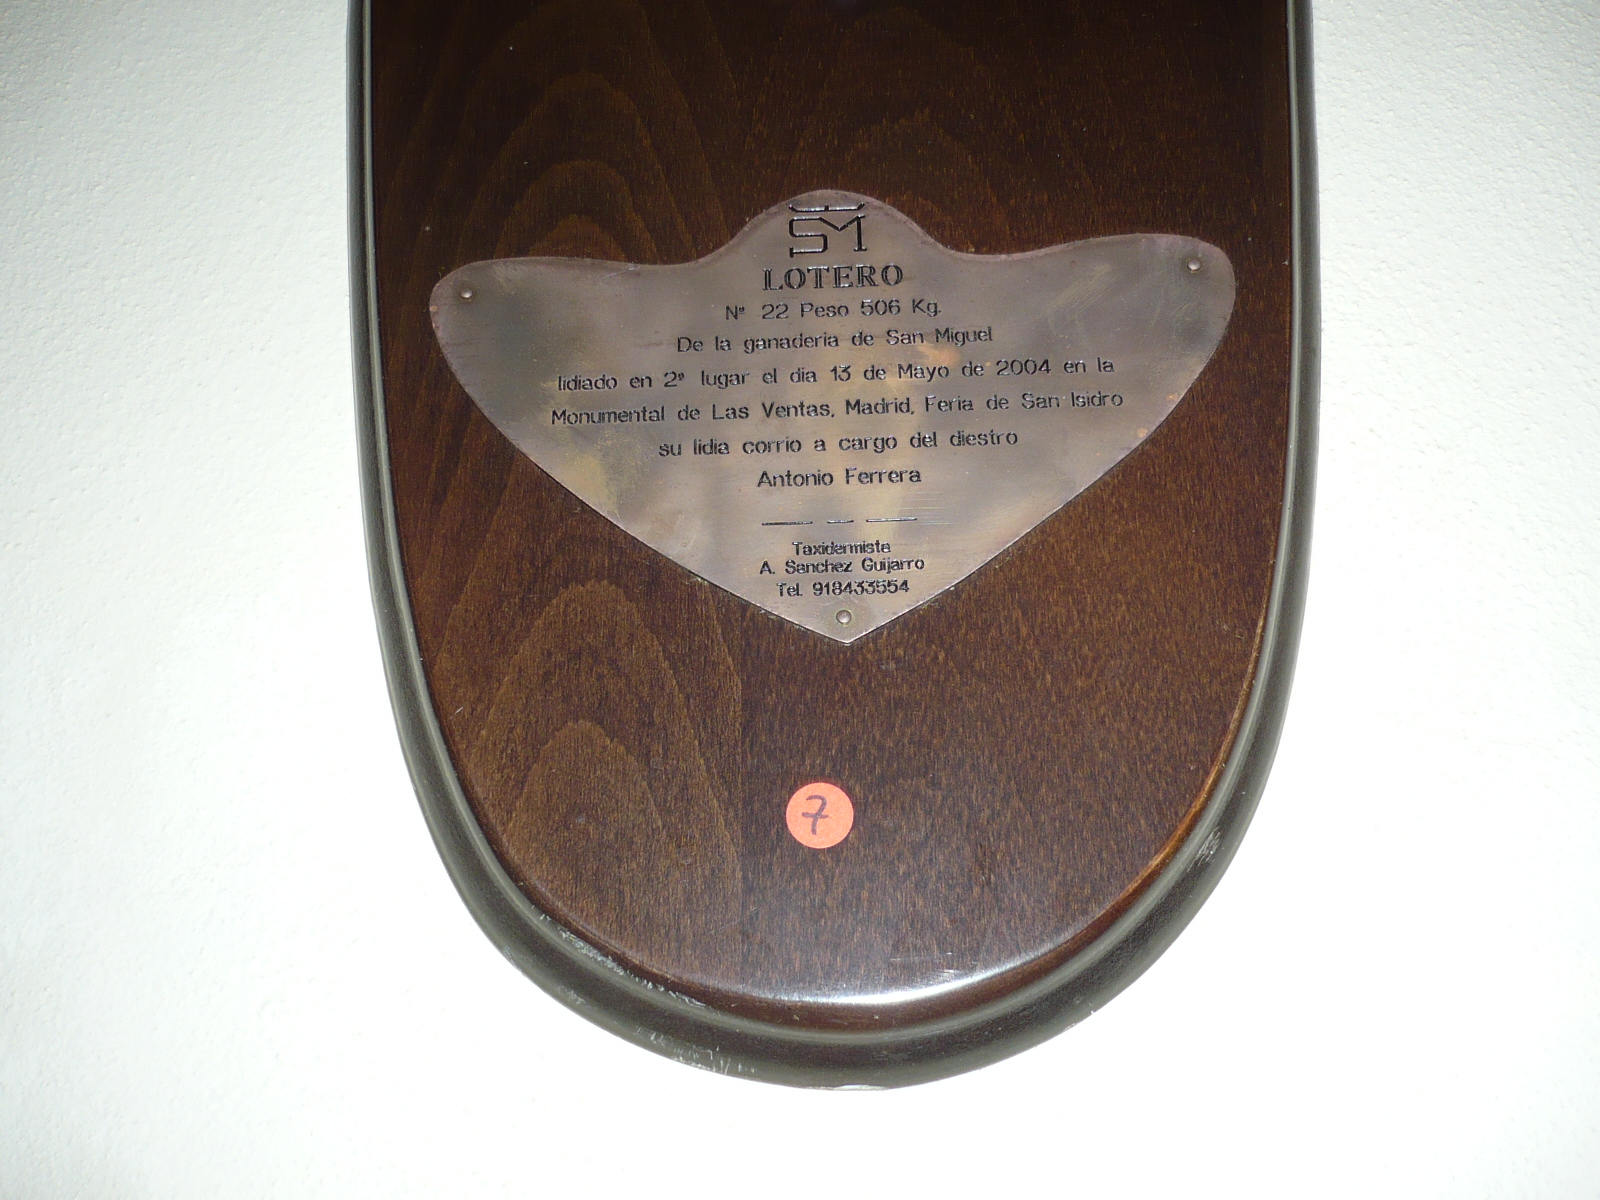 SM
LOTERO
Nº 22 Peso 506 Kg.
De la ganaderia de San Miguel
lidiado en 2º lugar el dia 13 de Mayo de 2004 en la
Monumental de Las Ventas, Madrid, Feria de San Isidro
su lidia corrio a cargo del diestro
Antonio Ferrera
Taxidermista
A. Sanchez Guijarro
Tel. 918433554
7